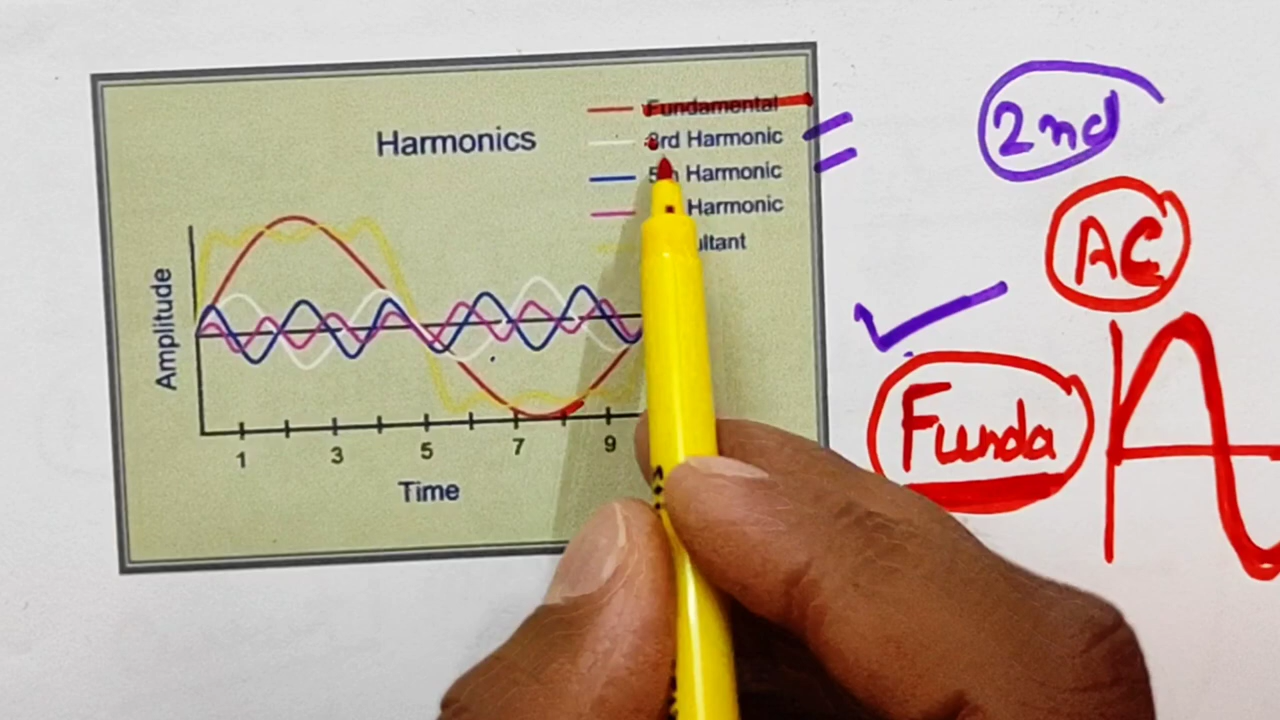 Harmonics
Fundamental
3rd Harmonic
Harmonic
Harmonic
Amplitude
1 3 5 7 9
Time
2nd
AC
Funda